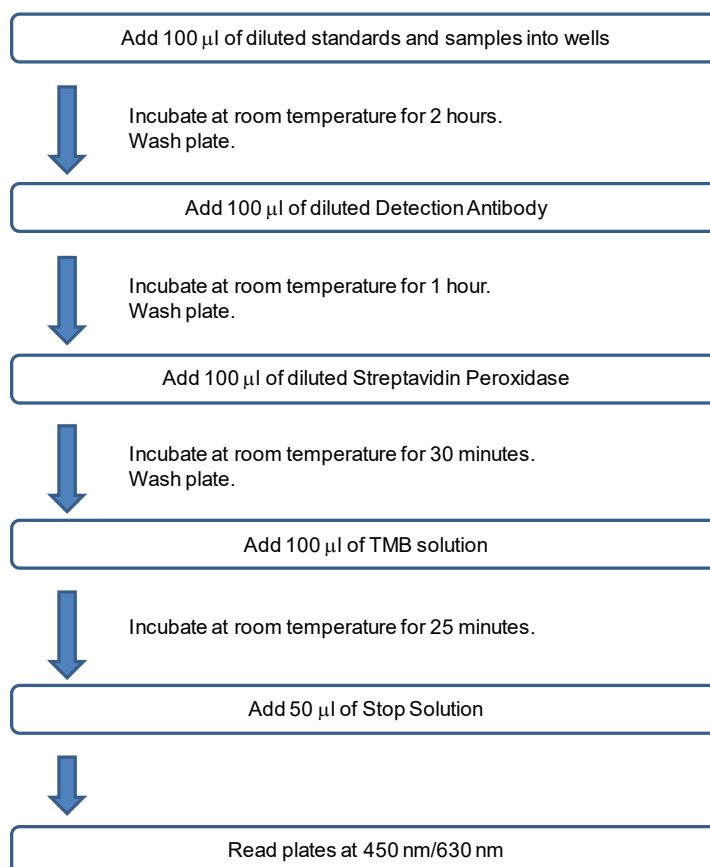 Add 100 µl of diluted standards and samples into wells
Incubate at room temperature for 2 hours.
Wash plate.
Add 100 µl of diluted Detection Antibody
Incubate at room temperature for 1 hour.
Wash plate.
Add 100 µl of diluted Streptavidin Peroxidase
Incubate at room temperature for 30 minutes.
Wash plate.
Add 100 µl of TMB solution
Incubate at room temperature for 25 minutes.
Add 50 µl of Stop Solution
Read plates at 450 nm/630 nm